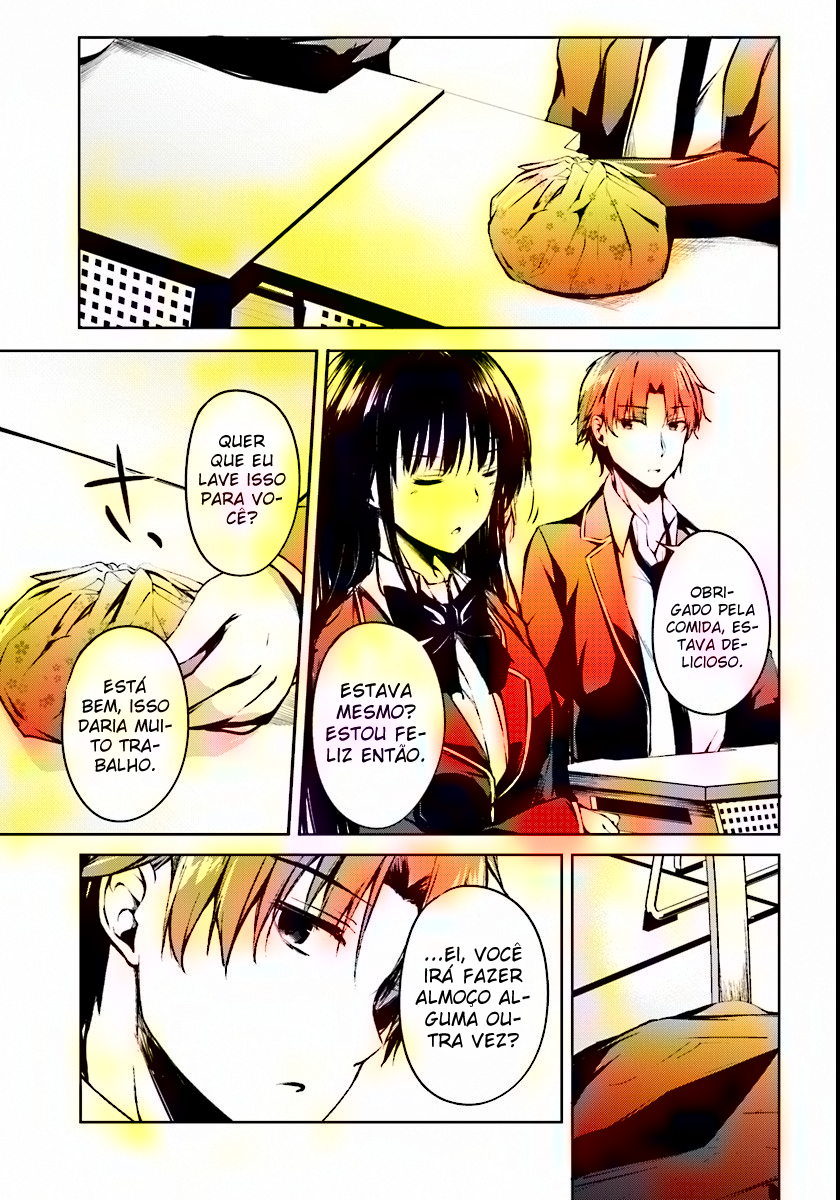 OBRI-
GADO PELA
COMIDA, ES-
TAVA DE-
LICIOSO.
ESTAVA
MESMO?
ESTOU FE-
LIZ ENTÃO.
QUER
QUE EU
LAVE ISSO
PARA VO-
CÊ?
ESTÁ
BEM, ISSO
DARIA MUI-
TO TRA-
BALHO.
...EI, VOCÊ
IRÁ FAZER
ALMOÇO AL-
GUMA OU-
TRA VEZ?